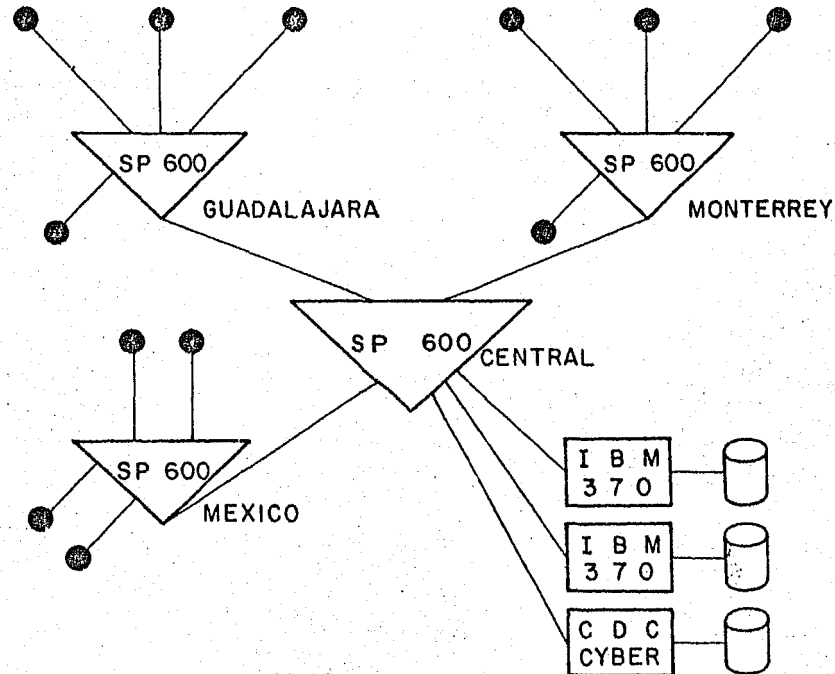 SP 600
GUADALAJARA
SP 600
MONTERREY
SP 600
CENTRAL
SP 600
MEXICO
I B M
3 7 0
I B M
3 7 0
C D C
CYBER